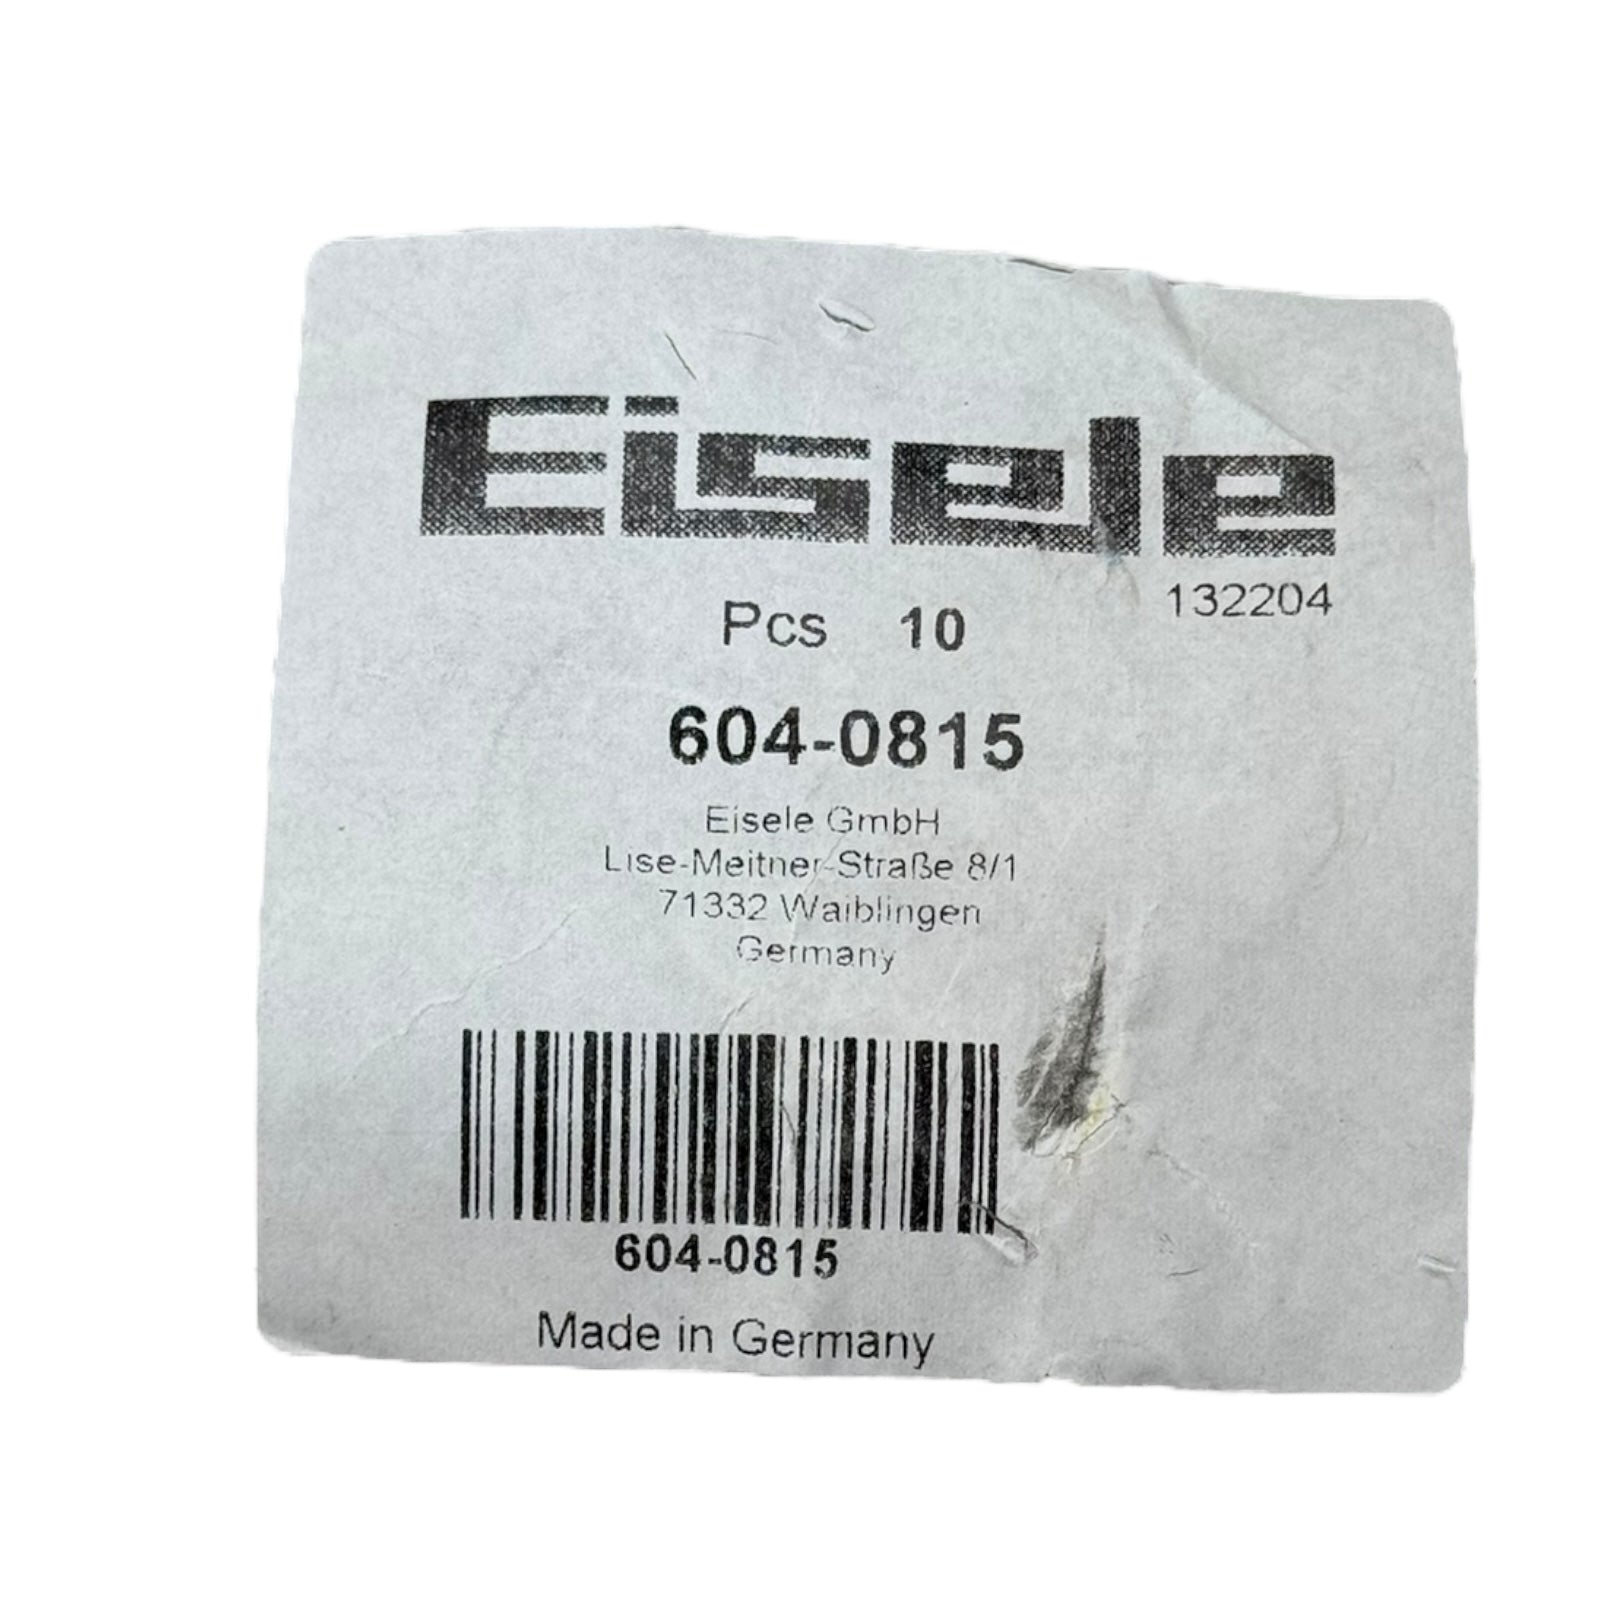 Eisele
132204
Pcs 10
604-0815
Eisele GmbH
Lise-Meitner-Straße 8/1
71332 Waiblingen
Germany
604-0815
Made in Germany